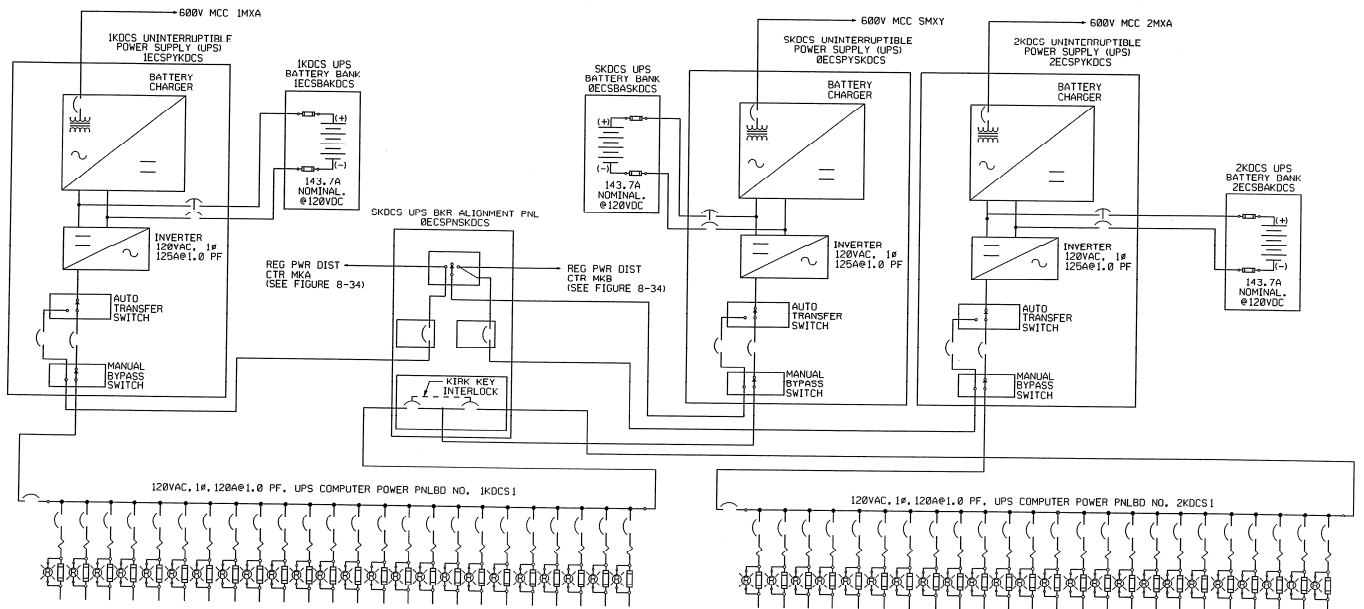 600V MCC 1MXA
1KDCS UNINTERRUPTIBLE
POWER SUPPLY (UPS)
1ECSPYKDCS
BATTERY
CHARGER
1KDCS UPS
BATTERY BANK
1ECSBAKDCS
(+)
(-)
143.7A
NOMINAL.
@120VDC
INVERTER
120VAC, 1ø
125A@1.0 PF
AUTO
TRANSFER
SWITCH
MANUAL
BYPASS
SWITCH
SKDCS UPS BKR ALIGNMENT PNL
0ECSPNSKDCS
REG PWR DIST
CTR MKA
(SEE FIGURE 8-34)
REG PWR DIST
CTR MKB
(SEE FIGURE 8-34)
KIRK KEY
INTERLOCK
600V MCC SMXY
SKDCS UNINTERRUPTIBLE
POWER SUPPLY (UPS)
0ECSPYSKDCS
BATTERY
CHARGER
SKDCS UPS
BATTERY BANK
0ECSBASKDCS
(+)
(-)
143.7A
NOMINAL.
@120VDC
INVERTER
120VAC, 1ø
125A@1.0 PF
AUTO
TRANSFER
SWITCH
MANUAL
BYPASS
SWITCH
600V MCC 2MXA
2KDCS UNINTERRUPTIBLE
POWER SUPPLY (UPS)
2ECSPYKDCS
BATTERY
CHARGER
2KDCS UPS
BATTERY BANK
2ECSBAKDCS
(+)
(-)
143.7A
NOMINAL.
@120VDC
INVERTER
120VAC, 1ø
125A@1.0 PF
AUTO
TRANSFER
SWITCH
MANUAL
BYPASS
SWITCH
120VAC, 1ø, 120A@1.0 PF, UPS COMPUTER POWER PNLBD NO. 1KDCS1
120VAC, 1ø, 120A@1.0 PF, UPS COMPUTER POWER PNLBD NO. 2KDCS1